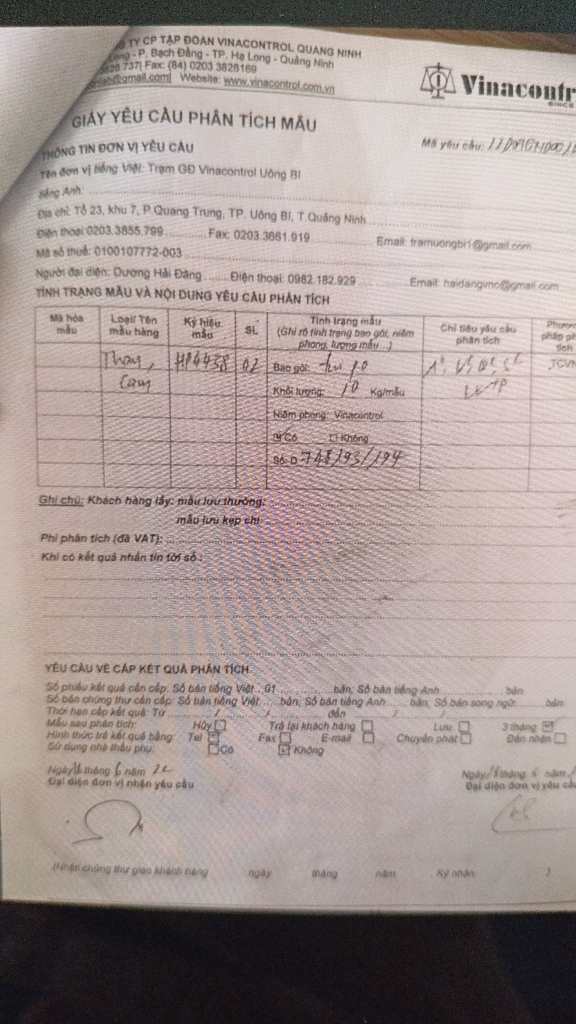 TY CP TẬP ĐOÀN VINACONTROL QUẢNG NINH
- P. Bạch Đằng - TP. Hạ Long - Quảng Ninh
737| Fax: (84) 0203 3826169
@gmail.com| Website: www.vinacontrol.com.vn
Vinacontr
SINCE
GIẤY YÊU CẦU PHÂN TÍCH MẪU
Mã yêu cầu:
THÔNG TIN ĐƠN VỊ YÊU CẦU
Tên đơn vị tiếng Việt: Trạm GĐ Vinacontrol Uông Bí
tiếng Anh:
Địa chỉ: Tổ 23, khu 7, P.Quang Trung, TP. Uông Bí, T.Quảng Ninh
Điện thoại:0203.3855.799 Fax: 0203.3661.919 Email: tramuongbi1@gmail.com
Mã số thuế: 0100107772-003
Người đại diện: Dương Hải Đăng Điện thoại: 0982.182.929 Email: haidangvnc@gmail.com
TÌNH TRẠNG MẪU VÀ NỘI DUNG YÊU CẦU PHÂN TÍCH
Mã hóa mẫu
Loại/ Tên mẫu hàng
Ký hiệu mẫu
SL
Tình trạng mẫu
(Ghi rõ tình trạng bao gói, niêm phong, lượng mẫu...)
Chỉ tiêu yêu cầu phân tích
Phươn
pháp ph
tích
Than,
Cam
HP4438
02
Bao gói:
TCVN
Khối lượng: 10 Kg/mẫu
Niêm phong: Vinacontrol
☑ Có ☐ Không
Số: D 748/93/194
Ghi chú: Khách hàng lấy: mẫu lưu thường:
mẫu lưu kẹp chì
Phí phân tích (đã VAT):
Khi có kết quả nhắn tin tới số :
YÊU CẦU VỀ CẤP KẾT QUẢ PHÂN TÍCH
Số phiếu kết quả cần cấp: Số bản tiếng Việt...01 bản; Số bản tiếng Anh bản
Số bản chứng thư cần cấp: Số bản tiếng Việt... bản; Số bản tiếng Anh bản, Số bản song ngữ: bản
Thời hạn cấp kết quả: Từ / / đến / /
Mẫu sau phân tích: Hủy ☐ Trả lại khách hàng ☐ Lưu ☐ 3 tháng ☑
Hình thức trả kết quả bằng: Tel ☑ Fax ☐ E-mail ☐ Chuyển phát ☐ Đến nhận ☐
Sử dụng nhà thầu phụ: ☐ Có ☑ Không
Ngày tháng 6 năm 22
Đại diện đơn vị nhận yêu cầu
Ngày tháng 6 năm
Đại diện đơn vị yêu cầ
(Nhận chứng thư giao khách hàng ngày tháng năm Ký nhận: )